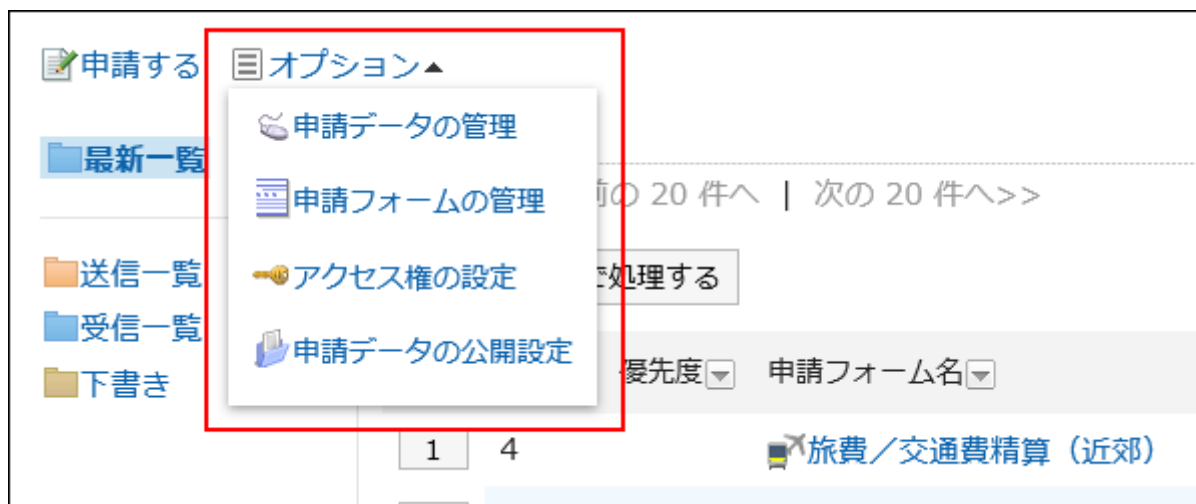 申請する オプション▲
申請データの管理
最新一覧
申請フォームの管理
前の 20 件へ | 次の 20 件へ>>
送信一覧
アクセス権の設定
で処理する
受信一覧
申請データの公開設定
下書き
優先度 申請フォーム名
1 4 旅費／交通費精算（近郊）